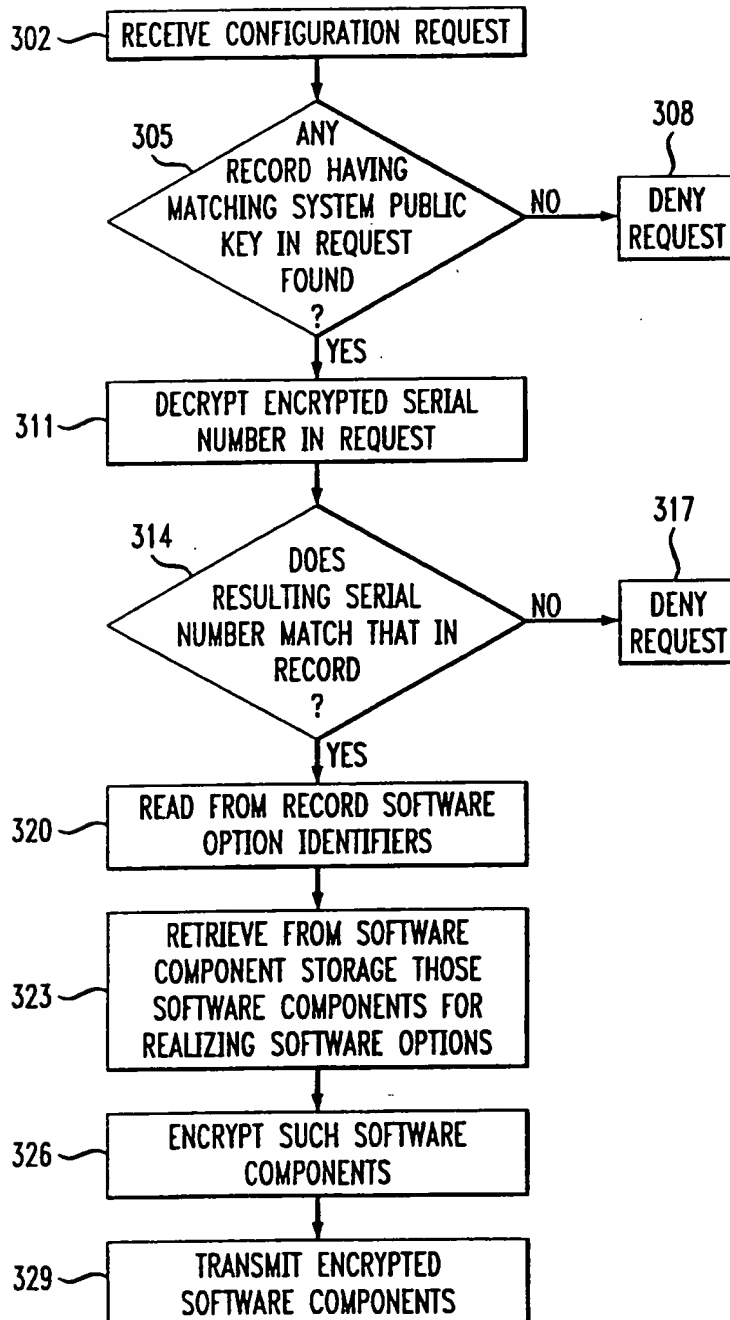 302
RECEIVE CONFIGURATION REQUEST
305
ANY
RECORD HAVING
MATCHING SYSTEM PUBLIC
KEY IN REQUEST
FOUND
?
NO
308
DENY
REQUEST
YES
311
DECRYPT ENCRYPTED SERIAL
NUMBER IN REQUEST
314
DOES
RESULTING SERIAL
NUMBER MATCH THAT IN
RECORD
?
NO
317
DENY
REQUEST
YES
320
READ FROM RECORD SOFTWARE
OPTION IDENTIFIERS
323
RETRIEVE FROM SOFTWARE
COMPONENT STORAGE THOSE
SOFTWARE COMPONENTS FOR
REALIZING SOFTWARE OPTIONS
326
ENCRYPT SUCH SOFTWARE
COMPONENTS
329
TRANSMIT ENCRYPTED
SOFTWARE COMPONENTS